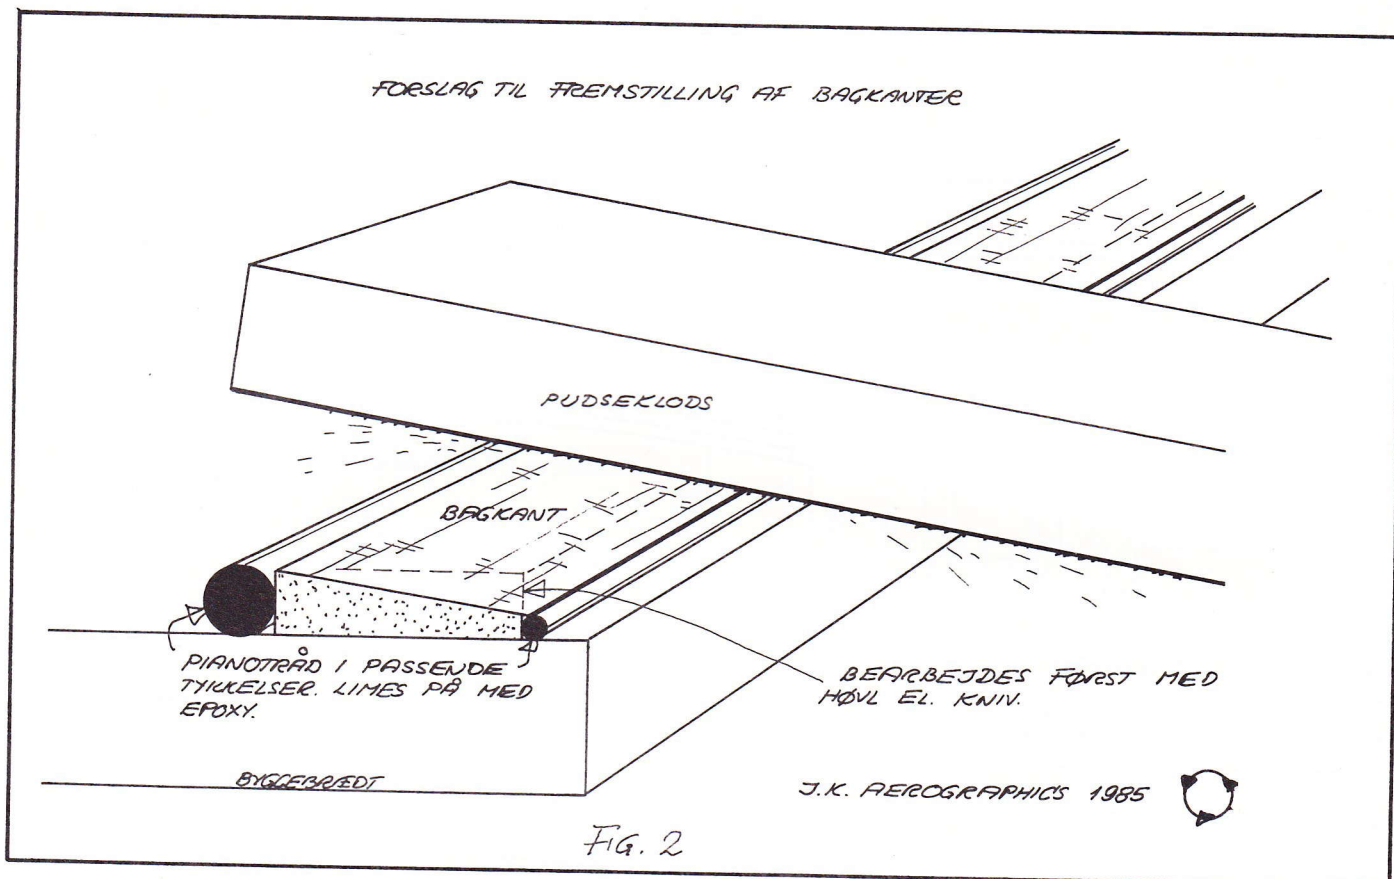 FORSLAG TIL FREMSTILLING AF BAGKANTER
PUDSEKLODS
BAGKANT
PIANOTRÅD I PASSENDE
TYKKELSER. LIMES PÅ MED
EPOXY.
BEARBEJDES FØRST MED
HØVL EL. KNIV.
BYGGEBRÆDT
J.K. AEROGRAPHICS 1985
FIG. 2